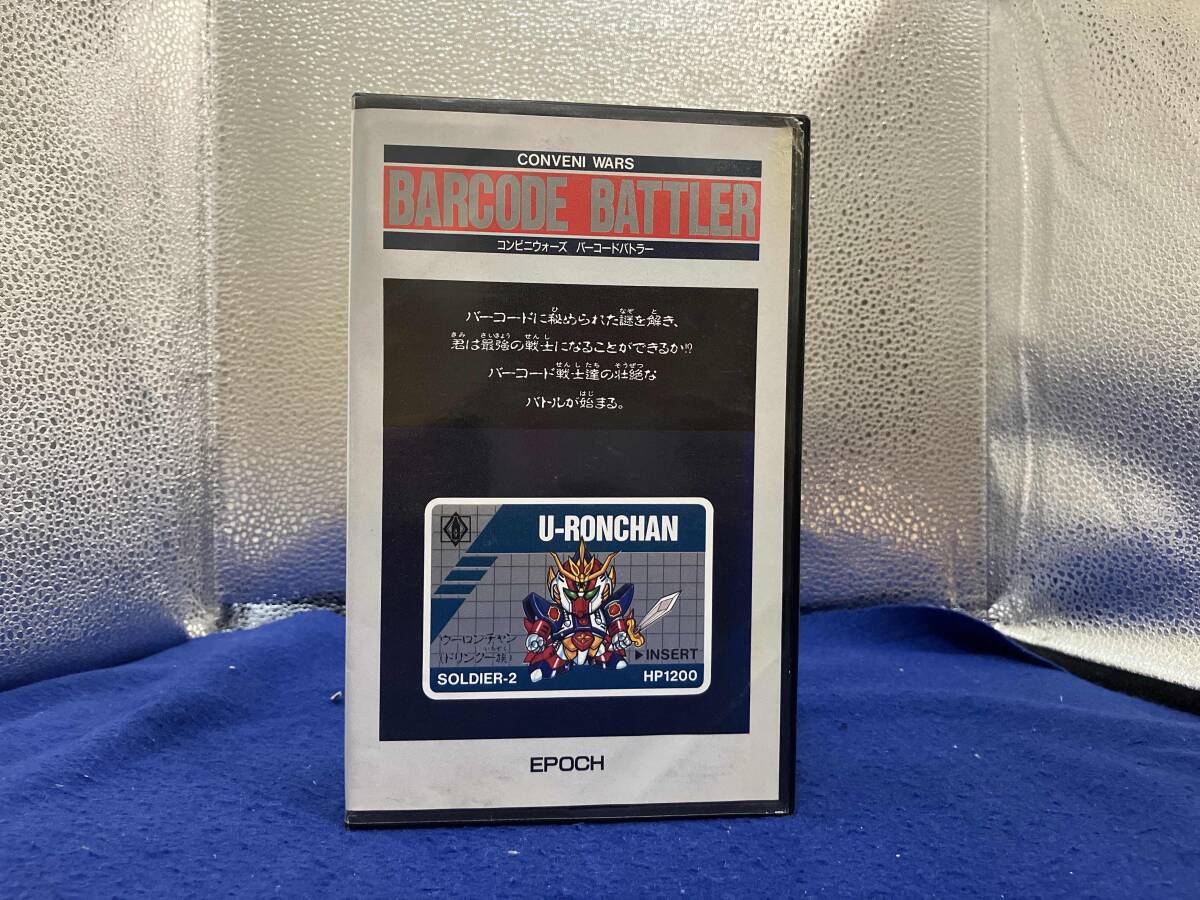 CONVENI WARS
BARCODE BATTLER
コンビニウォーズ バーコードバトラー
バーコードに秘められた謎を解き、
君は最強の戦士になることができるか!?
バーコード戦士達の壮絶な
バトルが始まる。
U-RONCHAN
ウーロンチャン
(ドリンク一族)
▶INSERT
SOLDIER-2 HP1200
EPOCH